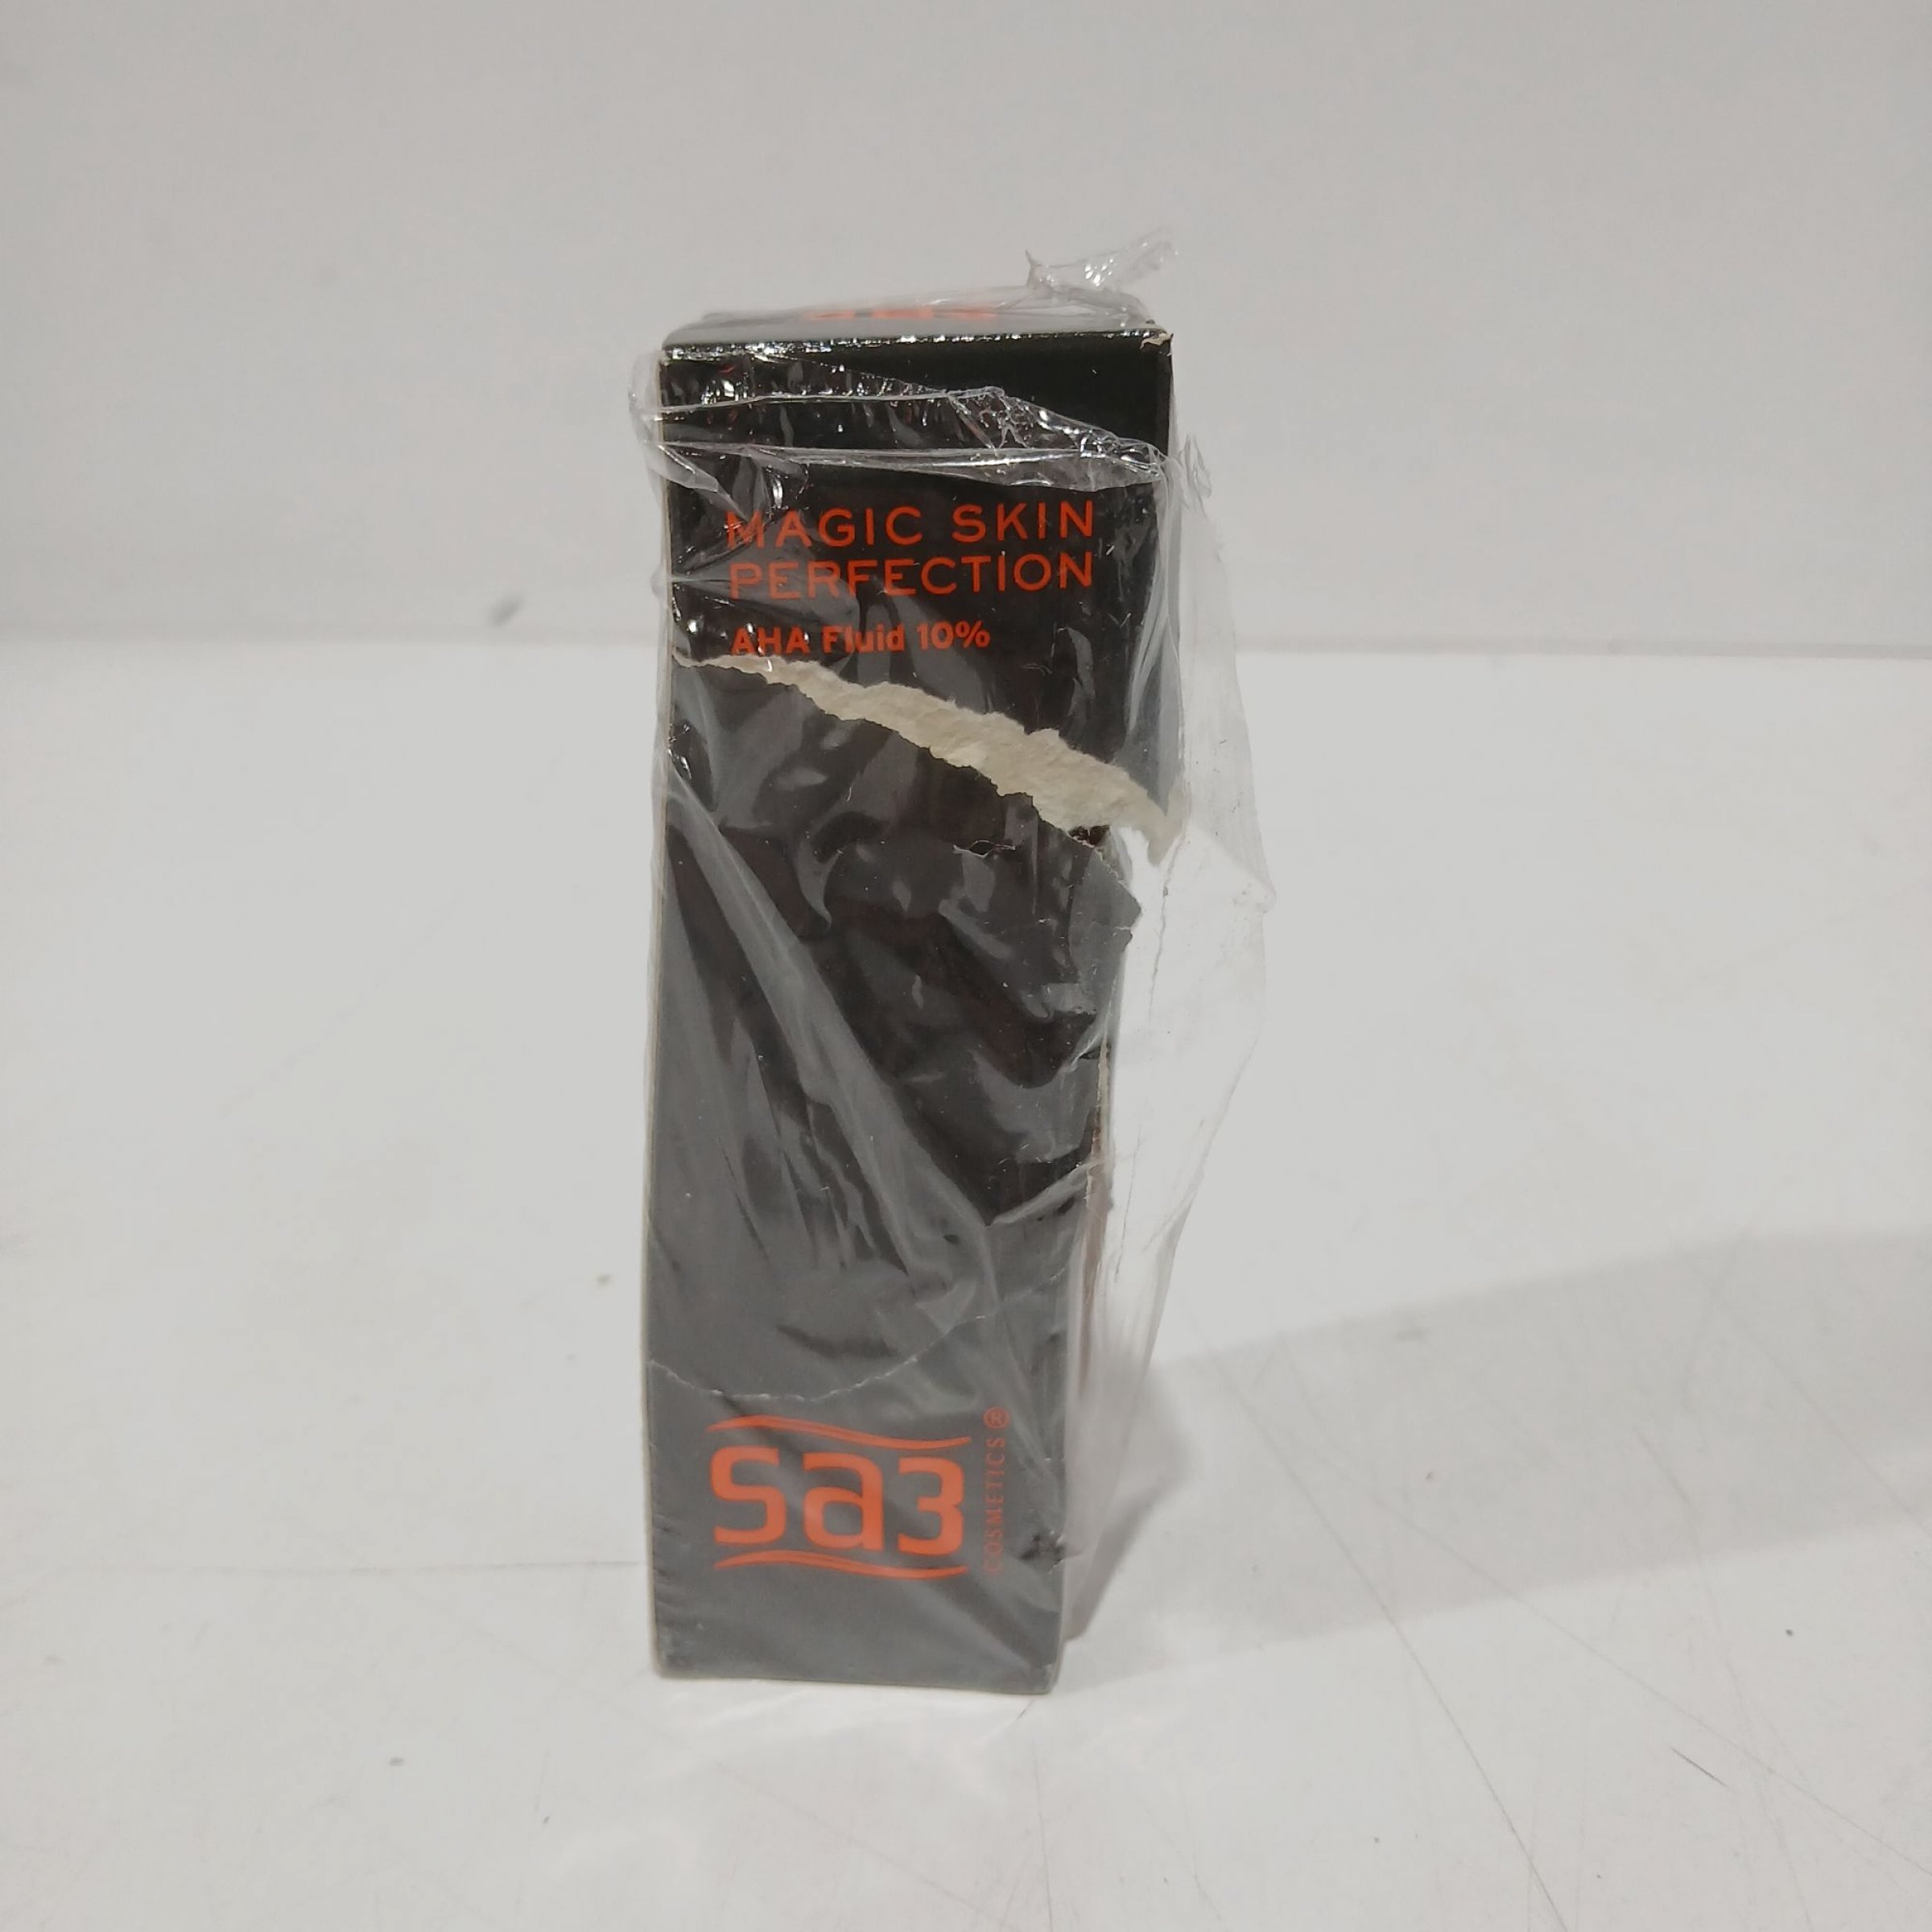 MAGIC SKIN
PERFECTION
AHA Fluid 10%
sa3
COSMETICS ®